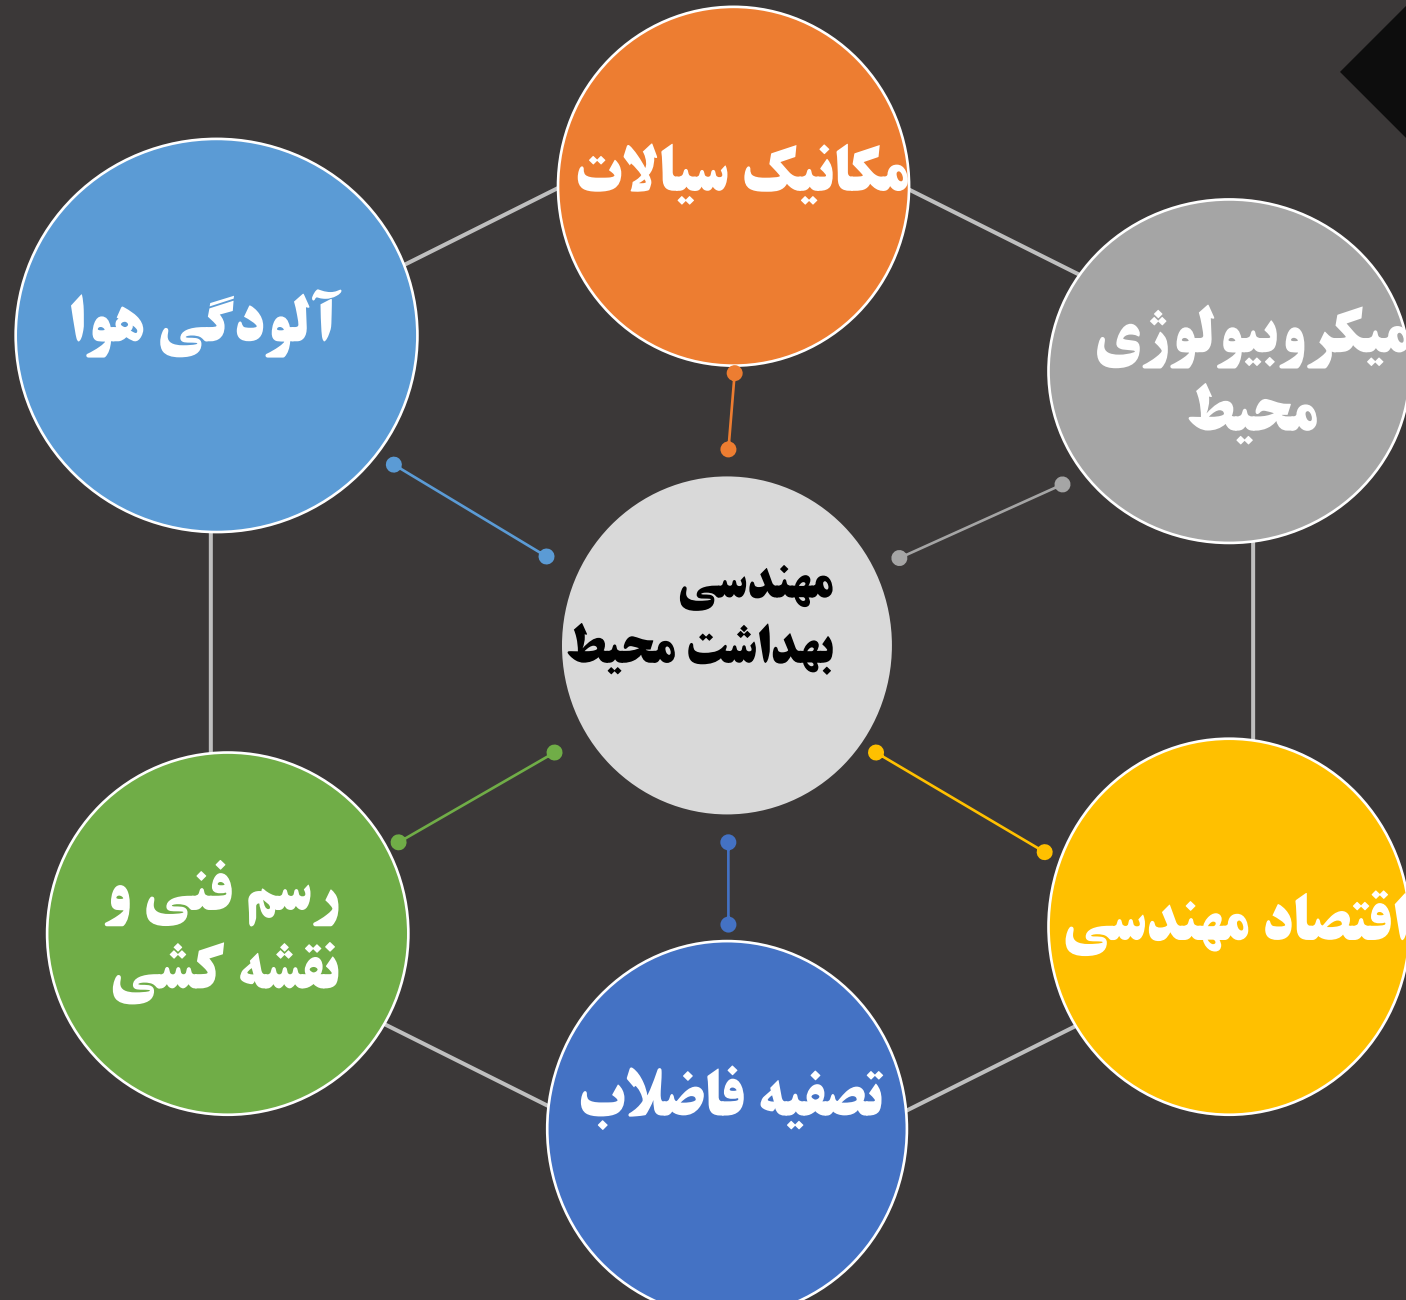 مکانیک سیالات
میکروبیولوژی
محیط
آلودگی هوا
مهندسی
بهداشت محیط
اقتصاد مهندسی
رسم فنی و
نقشه کشی
تصفیه فاضلاب